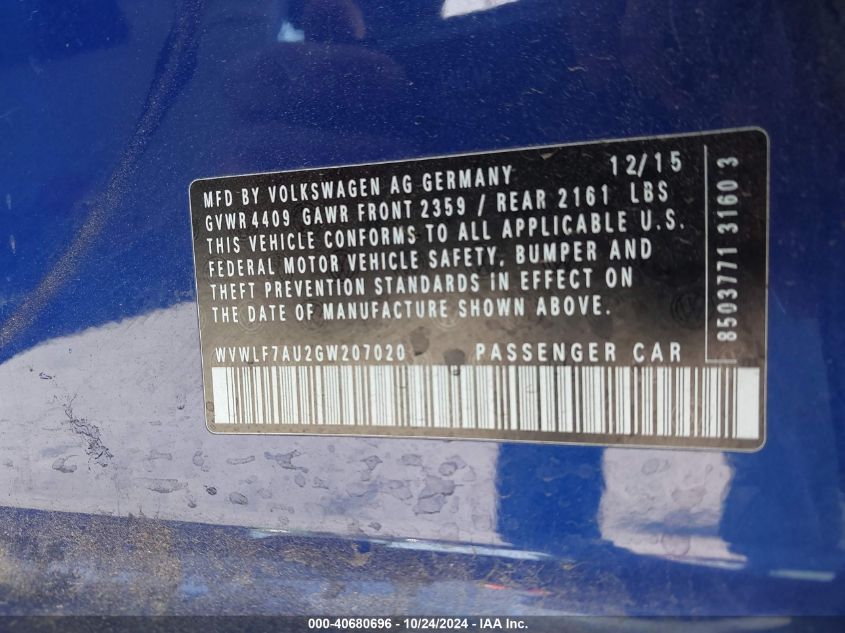 12/15
MFD BY VOLKSWAGEN AG GERMANY
GVWR 4409 GAWR FRONT 2359 / REAR 2161 LBS
THIS VEHICLE CONFORMS TO ALL APPLICABLE U.S.
FEDERAL MOTOR VEHICLE SAFETY, BUMPER AND
THEFT PREVENTION STANDARDS IN EFFECT ON
THE DATE OF MANUFACTURE SHOWN ABOVE.
WVWLF7AU2GW207020 PASSENGER CAR
85037771 3160 3
000-40680696 - 10/24/2024 - IAA Inc.